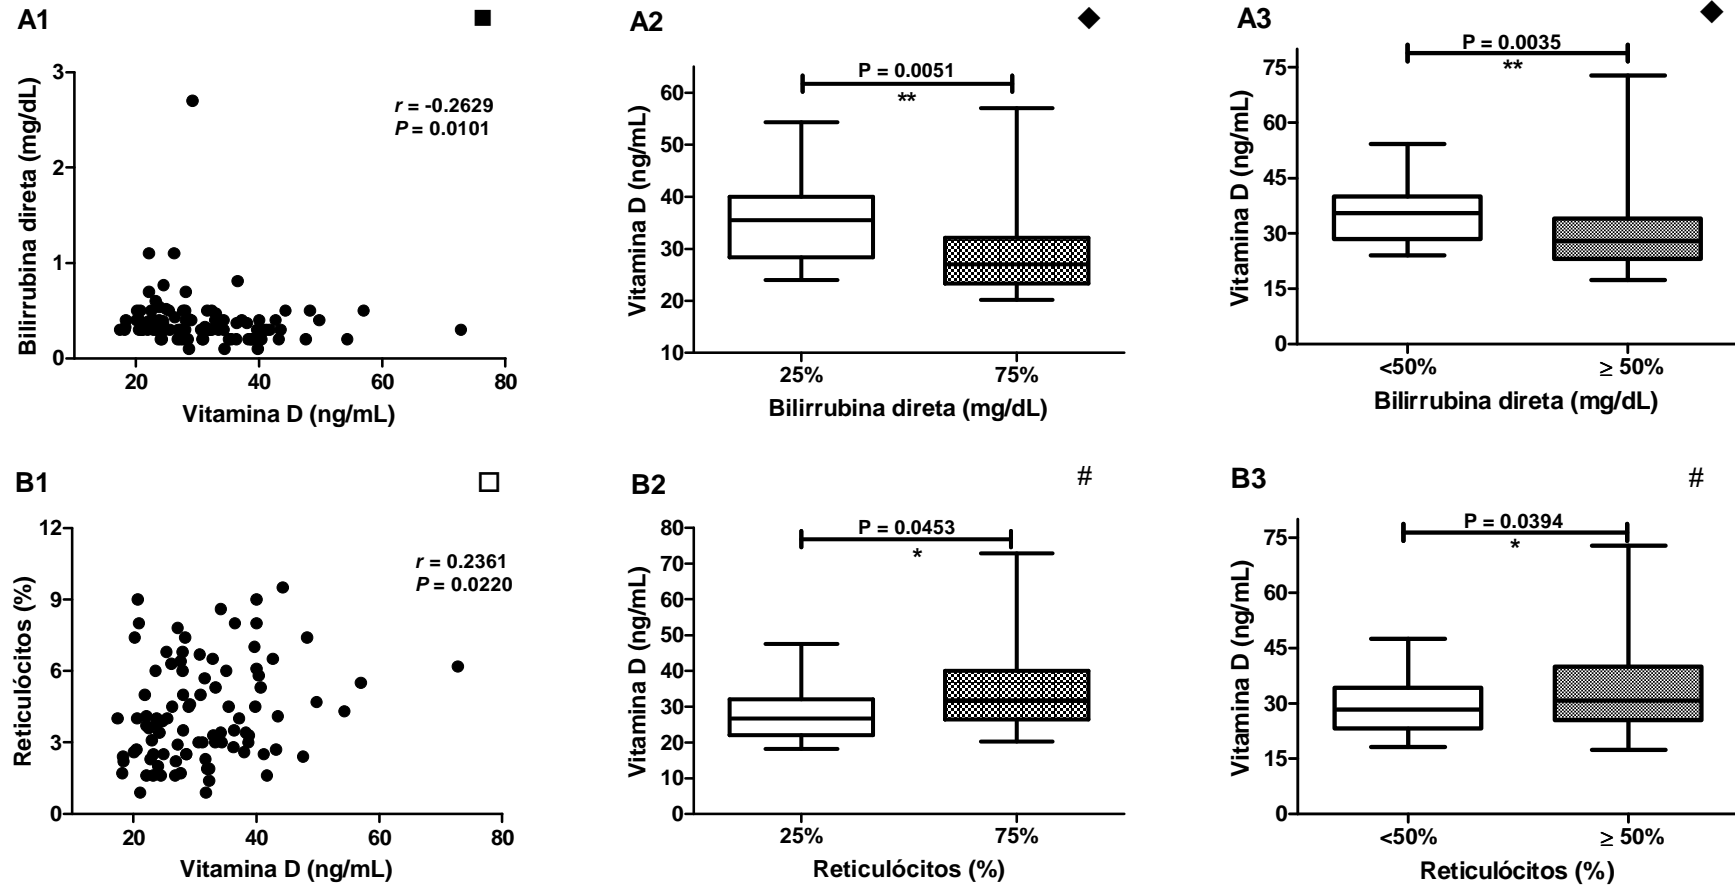 A1
■
3
2
1
0
Bilirrubina direta (mg/dL)
r = -0.2629
P = 0.0101
20 40 60 80
Vitamina D (ng/mL)
A2
◆
P = 0.0051
**
60
50
40
30
20
10
Vitamina D (ng/mL)
25% 75%
Bilirrubina direta (mg/dL)
A3
◆
P = 0.0035
**
75
60
45
30
15
0
Vitamina D (ng/mL)
<50% ≥ 50%
Bilirrubina direta (mg/dL)
B1
□
12
9
6
3
0
Reticulócitos (%)
r = 0.2361
P = 0.0220
20 40 60 80
Vitamina D (ng/mL)
B2
#
P = 0.0453
*
80
70
60
50
40
30
20
10
0
Vitamina D (ng/mL)
25% 75%
Reticulócitos (%)
B3
#
P = 0.0394
*
75
60
45
30
15
0
Vitamina D (ng/mL)
<50% ≥ 50%
Reticulócitos (%)